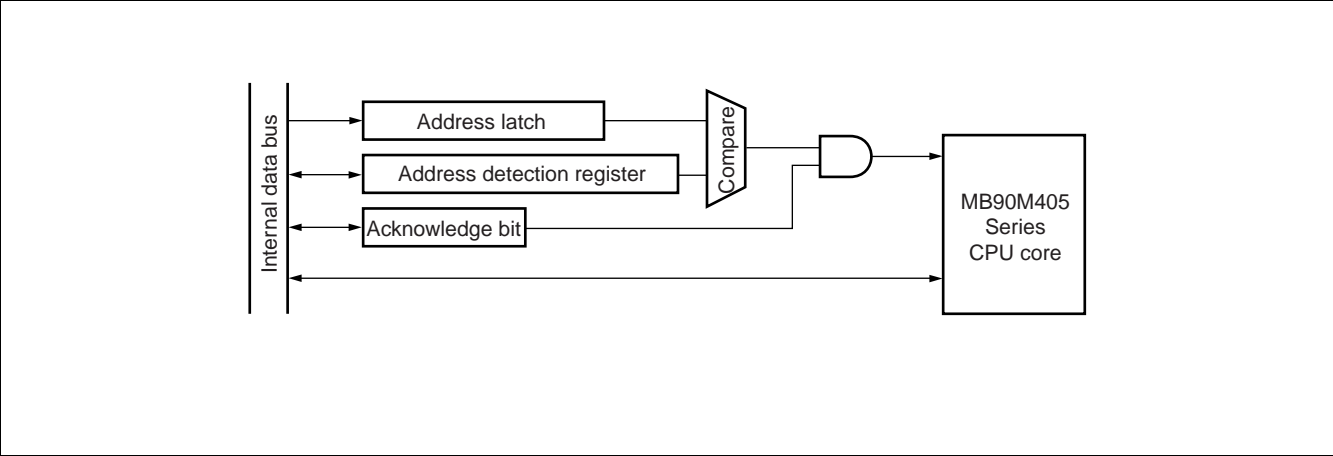 Internal data bus
Address latch
Address detection register
Acknowledge bit
Compare
MB90M405
Series
CPU core